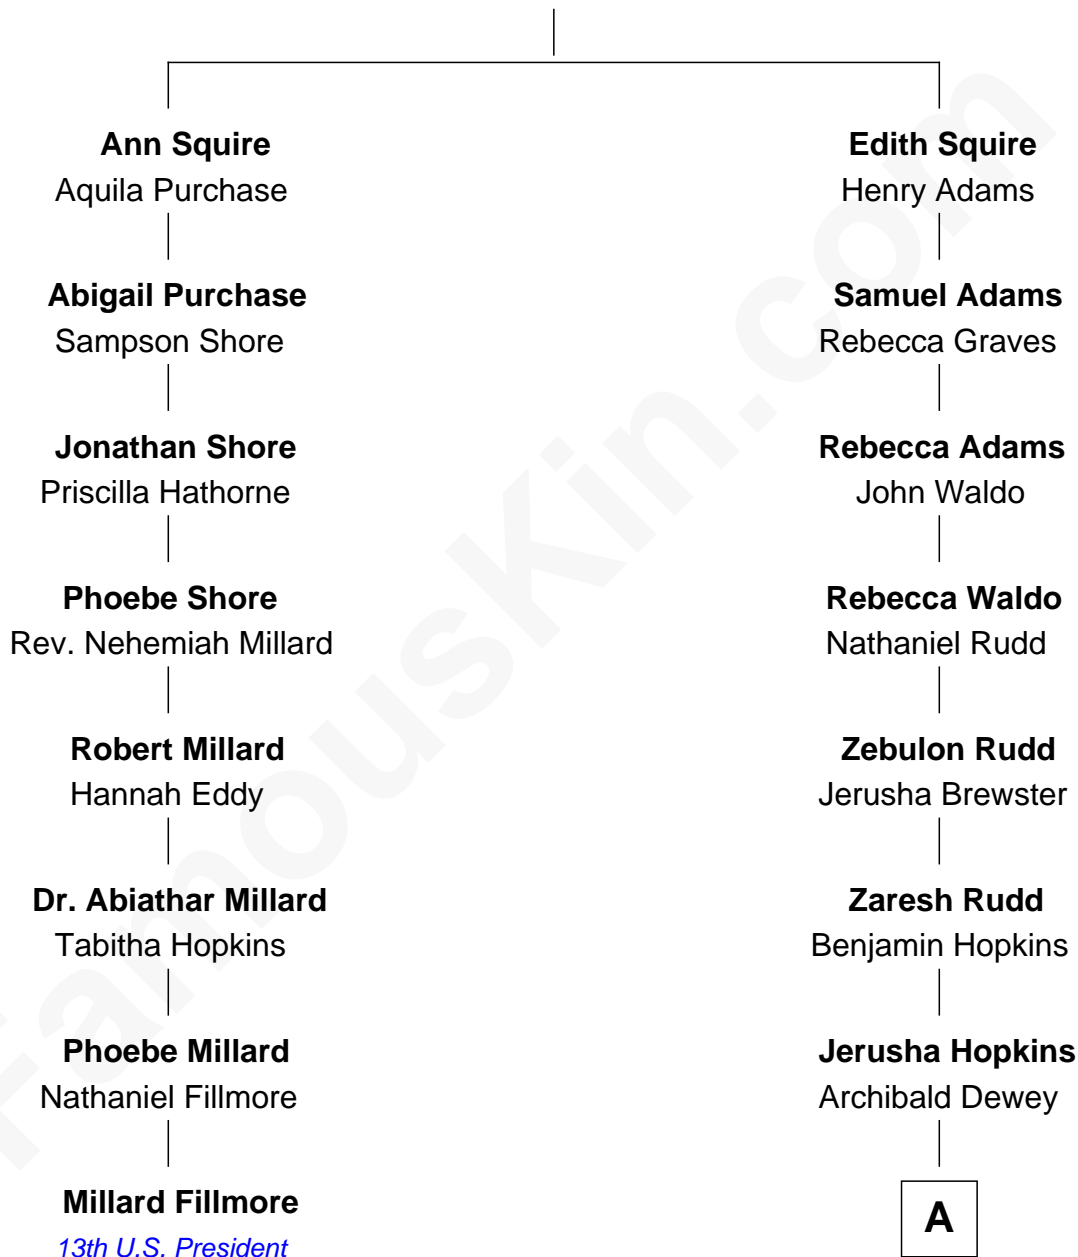 Ann Squire
Aquila Purchase
Abigail Purchase
Sampson Shore
Jonathan Shore
Priscilla Hathorne
Phoebe Shore
Rev. Nehemiah Millard
Robert Millard
Hannah Eddy
Dr. Abiathar Millard
Tabitha Hopkins
Phoebe Millard
Nathaniel Fillmore
Millard Fillmore
13th U.S. President
Edith Squire
Henry Adams
Samuel Adams
Rebecca Graves
Rebecca Adams
John Waldo
Rebecca Waldo
Nathaniel Rudd
Zebulon Rudd
Jerusha Brewster
Zaresh Rudd
Benjamin Hopkins
Jerusha Hopkins
Archibald Dewey
A
FamousKin.com